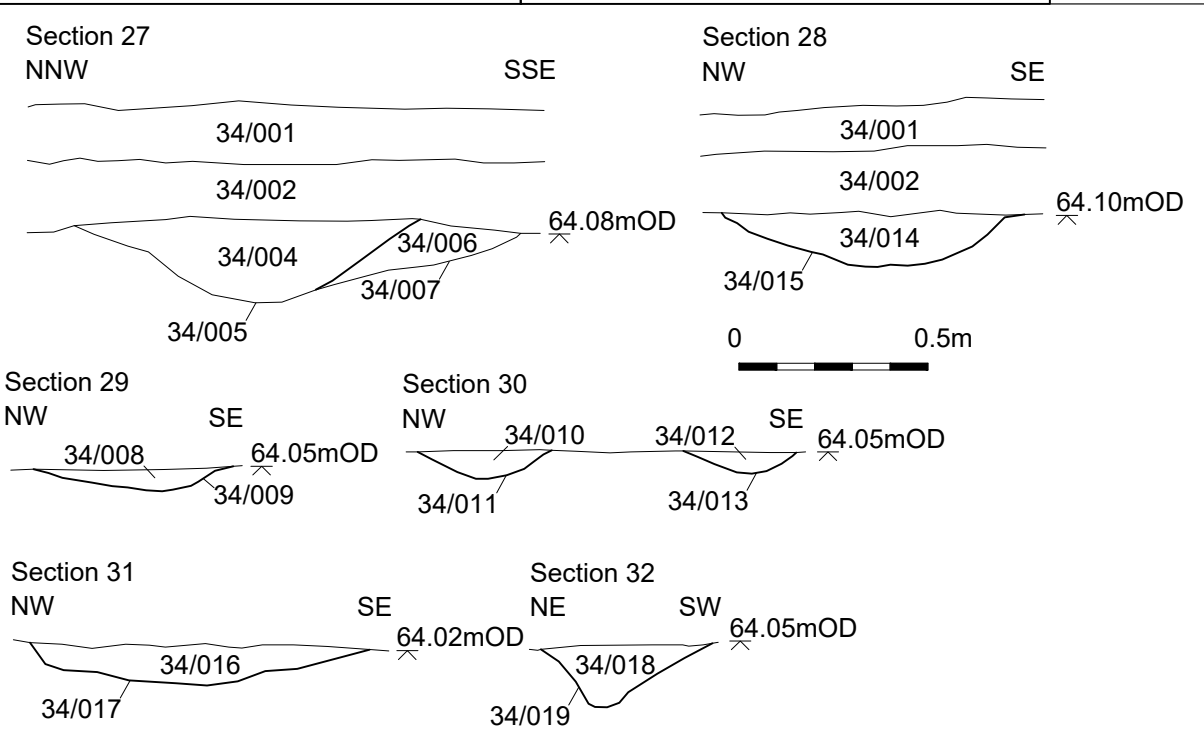 Section 27
NNW SSE
34/001
34/002
34/004
34/006
34/007
34/005
64.08mOD
Section 28
NW SE
34/001
34/002
34/014
34/015
64.10mOD
0 0.5m
Section 29
NW SE
34/008
34/009
64.05mOD
Section 30
NW SE
34/010
34/012
34/011
34/013
64.05mOD
Section 31
NW SE
34/016
34/017
64.02mOD
Section 32
NE SW
34/018
34/019
64.05mOD